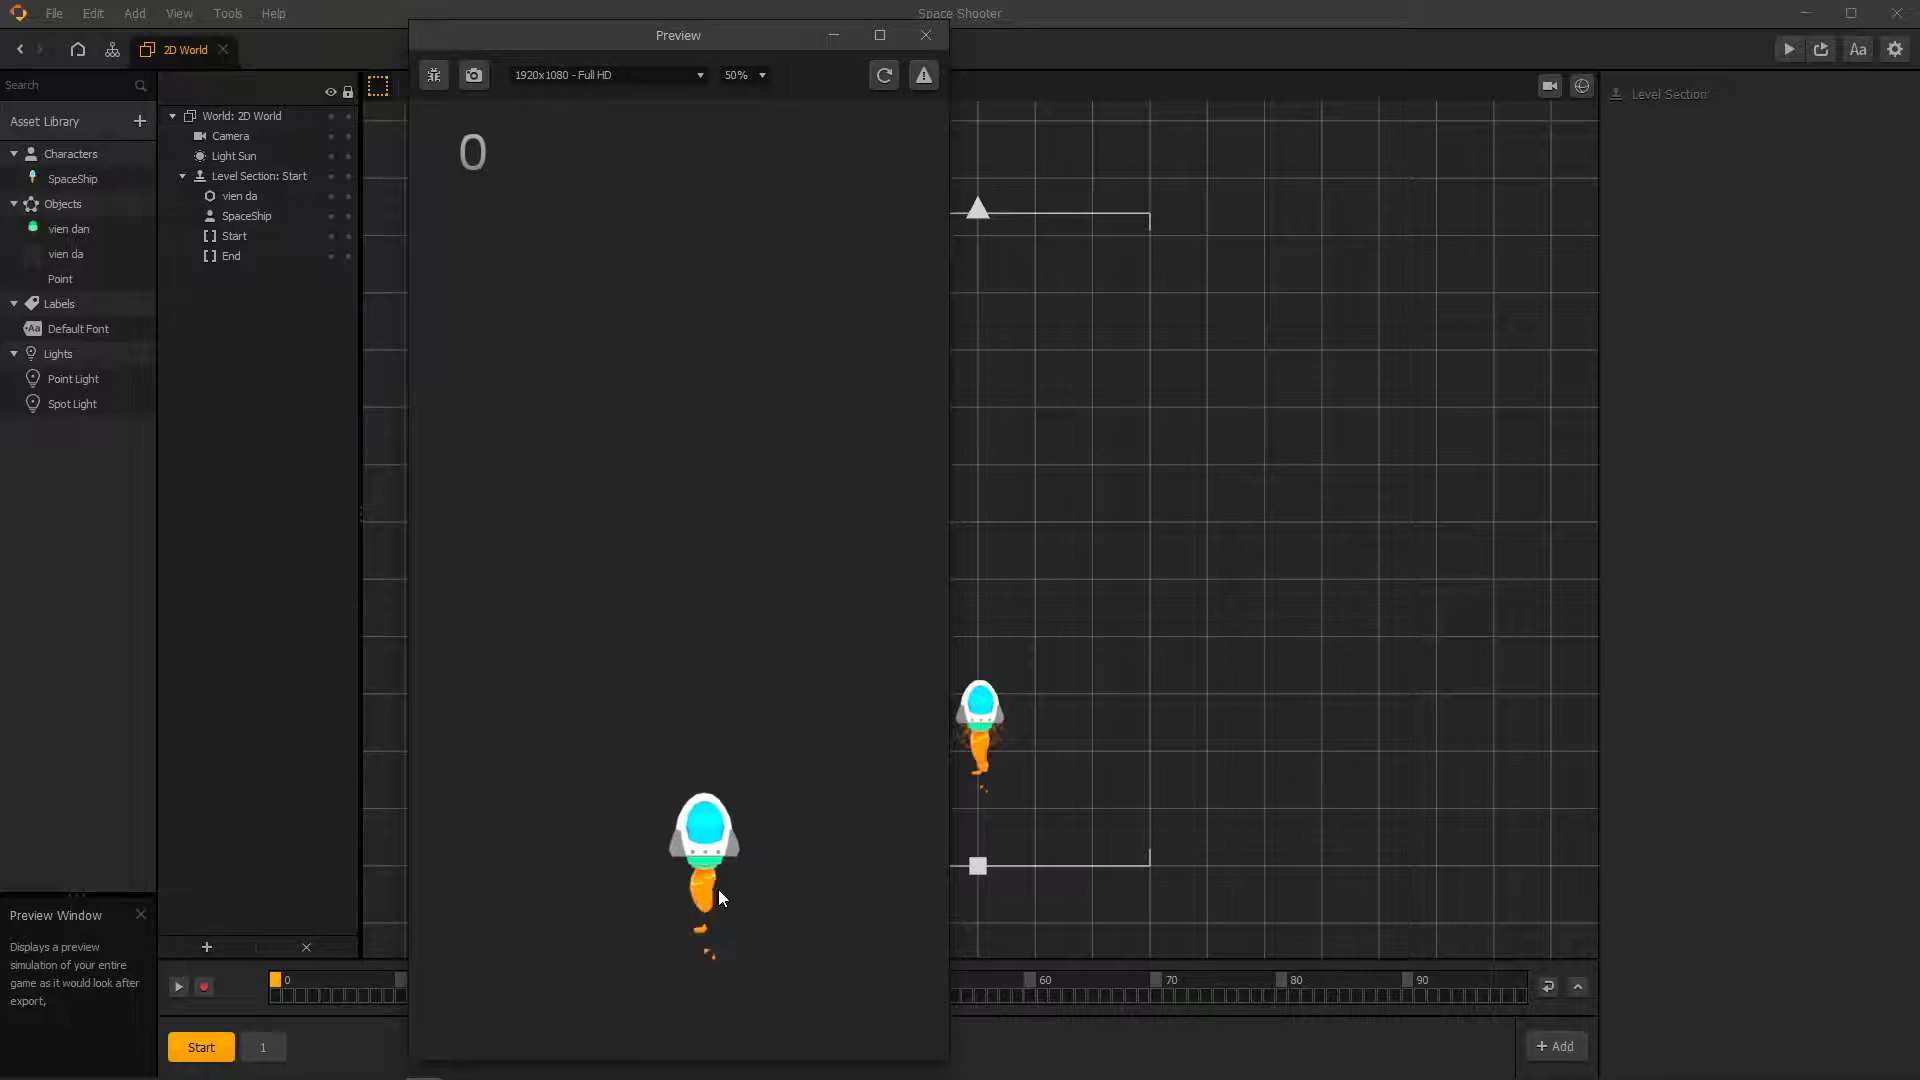 File Edit Add View Tools Help
Space Shooter
2D World
Aa
Preview
1920x1080 - Full HD
50%
Search
Asset Library
Characters
SpaceShip
Objects
vien dan
vien da
Point
Labels
Aa Default Font
Lights
Point Light
Spot Light
World: 2D World
Camera
Light Sun
Level Section: Start
vien da
SpaceShip
Start
End
0
Level Section
Preview Window
Displays a preview
simulation of your entire
game as it would look after
export,
0 60 70 80 90
Start 1
+ Add